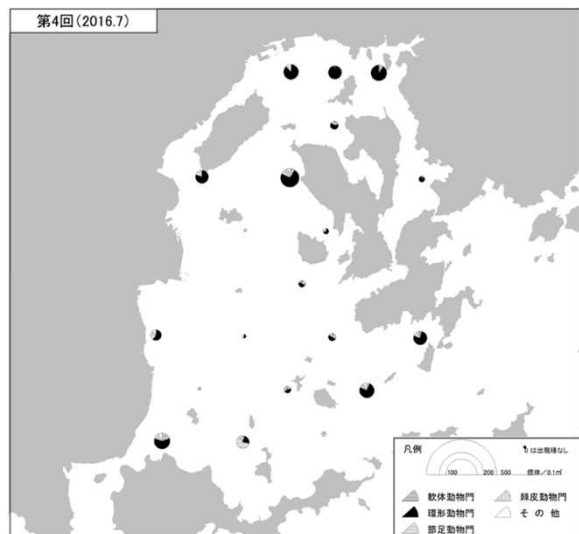 第4回(2016.7)
凡例
0 は出現種なし
100 200 500 個体/0.1㎡
軟体動物門 棘皮動物門
環形動物門 その他
節足動物門